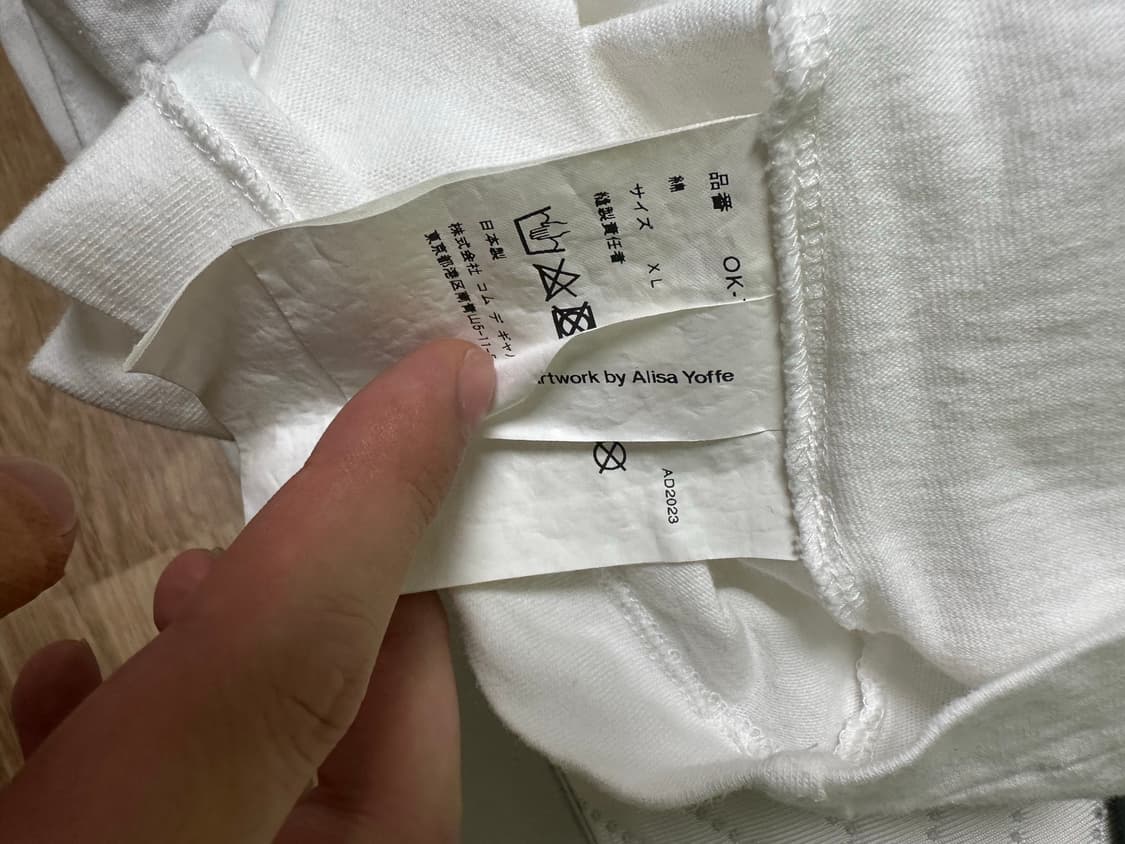 品番 OK-
綿
サイズ XL
縫製責任者
日本製
株式会社 コム デ ギャ
東京都港区南青山5-11-
rtwork by Alisa Yoffe
AD2023